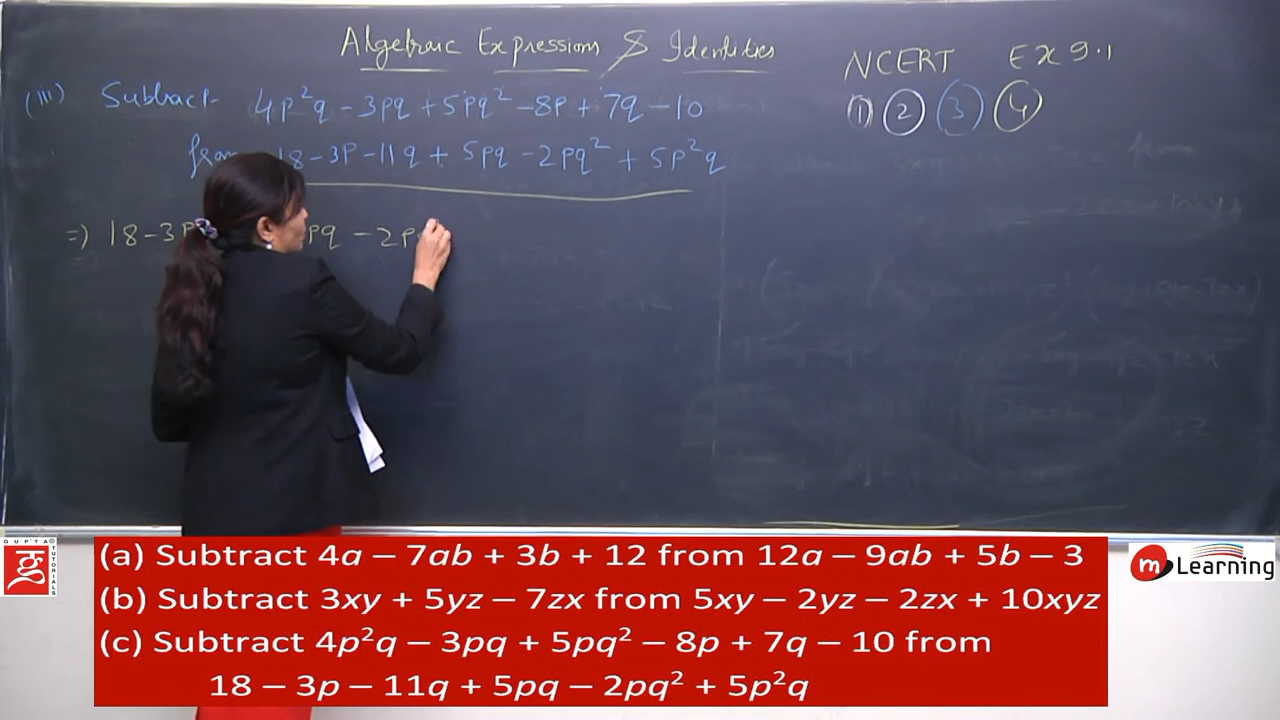 Algebraic Expressions & Identities
NCERT Ex 9.1
① ② ③ ④
(iii) Subtract 4p²q - 3pq + 5pq² - 8p + 7q - 10
from 18 - 3p - 11q + 5pq - 2pq² + 5p²q
=) 18 - 3p pq - 2p
GUPTA® TUTORIALS
(a) Subtract 4a − 7ab + 3b + 12 from 12a − 9ab + 5b − 3
(b) Subtract 3xy + 5yz − 7zx from 5xy − 2yz − 2zx + 10xyz
(c) Subtract 4p²q − 3pq + 5pq² − 8p + 7q − 10 from
18 − 3p − 11q + 5pq − 2pq² + 5p²q
m Learning